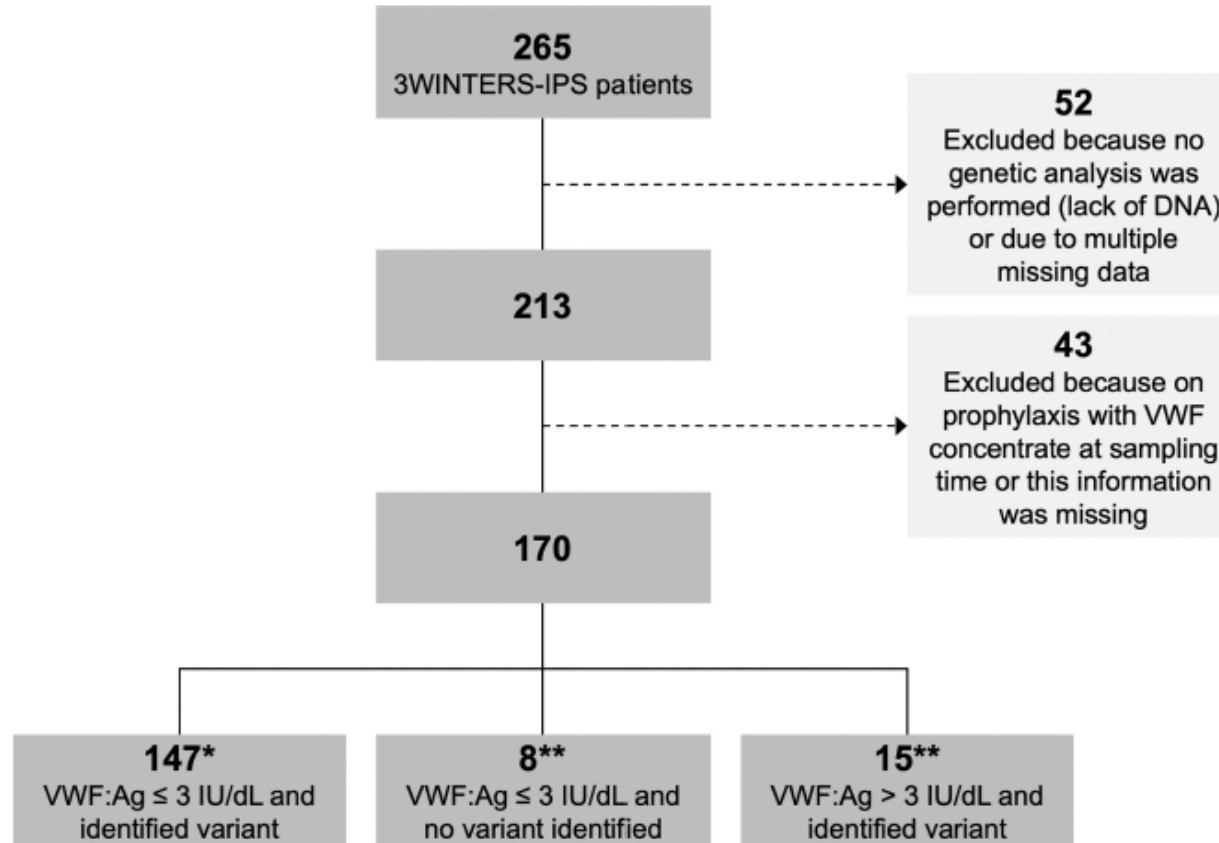 265
3WINTERS-IPS patients
52
Excluded because no
genetic analysis was
performed (lack of DNA)
or due to multiple
missing data
213
43
Excluded because on
prophylaxis with VWF
concentrate at sampling
time or this information
was missing
170
147*
VWF:Ag ≤ 3 IU/dL and
identified variant
8**
VWF:Ag ≤ 3 IU/dL and
no variant identified
15**
VWF:Ag > 3 IU/dL and
identified variant